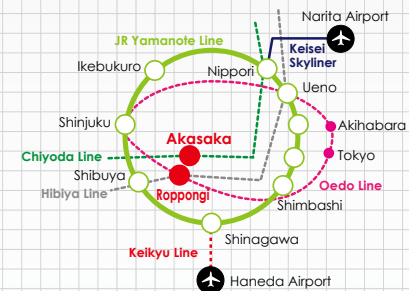 Narita Airport
JR Yamanote Line
Keisei
Skyliner
Ikebukuro
Nippori
Ueno
Shinjuku
Akasaka
Akihabara
Chiyoda Line
Tokyo
Shibuya
Hibiya Line
Roppongi
Oedo Line
Shimbashi
Shinagawa
Keikyu Line
Haneda Airport